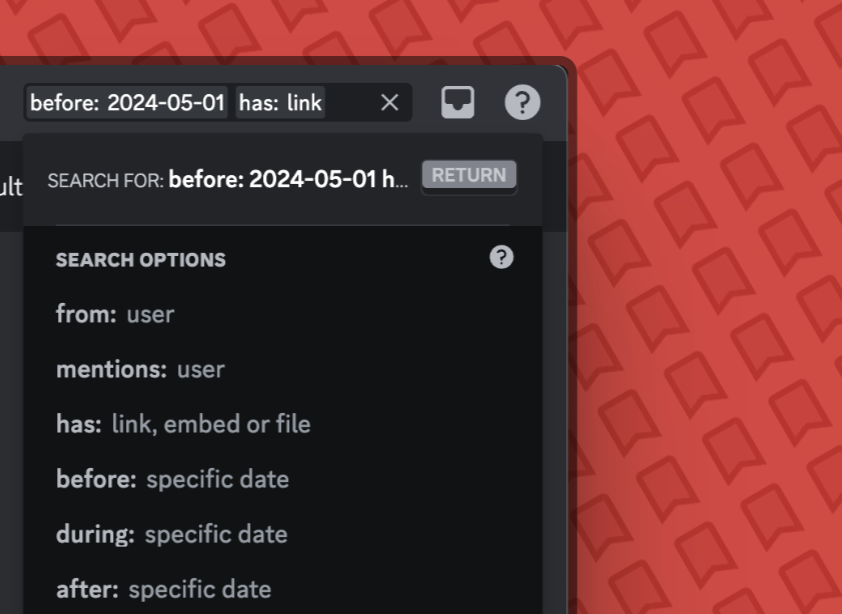 before: 2024-05-01 has: link
?
ult
SEARCH FOR: before: 2024-05-01 h...
RETURN
SEARCH OPTIONS
?
from: user
mentions: user
has: link, embed or file
before: specific date
during: specific date
after: specific date